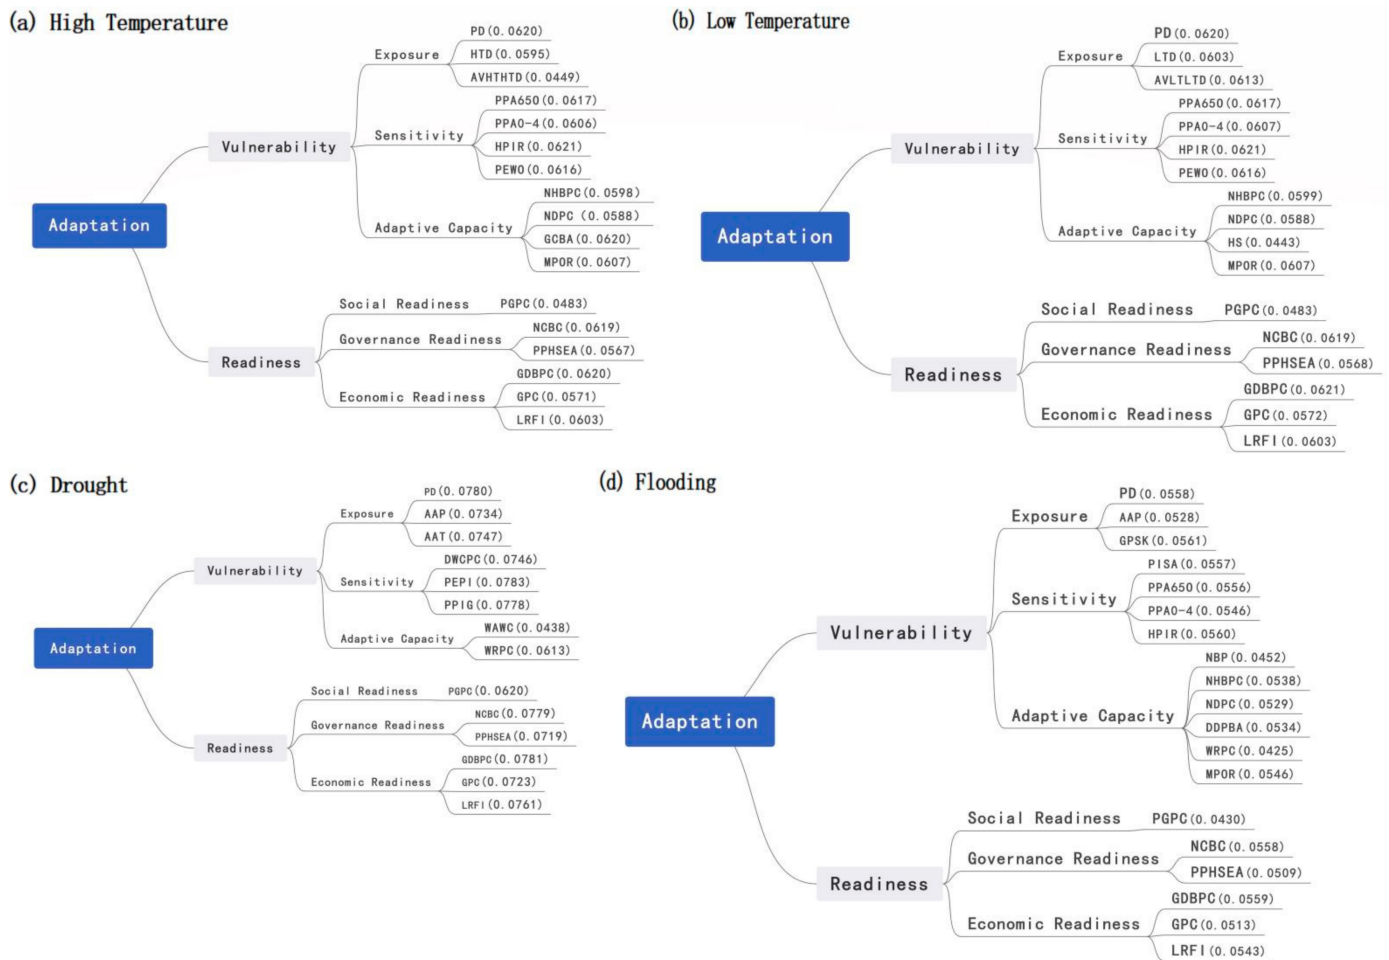 (a) High Temperature
Adaptation
Vulnerability
Exposure
PD(0.0620)
HTD(0.0595)
AVHTHTD(0.0449)
Sensitivity
PPA650(0.0617)
PPA0-4(0.0606)
HPIR(0.0621)
PEWO(0.0616)
Adaptive Capacity
NHBPC(0.0598)
NDPC (0.0588)
GCBA(0.0620)
MPOR(0.0607)
Readiness
Social Readiness
PGPC(0.0483)
Governance Readiness
NCBC(0.0619)
PPHSEA(0.0567)
Economic Readiness
GDBPC(0.0620)
GPC(0.0571)
LRFI(0.0603)
(b) Low Temperature
Adaptation
Vulnerability
Exposure
PD(0.0620)
LTD(0.0603)
AVLTLTD(0.0613)
Sensitivity
PPA650(0.0617)
PPA0-4(0.0607)
HPIR(0.0621)
PEWO(0.0616)
Adaptive Capacity
NHBPC(0.0599)
NDPC(0.0588)
HS(0.0443)
MPOR(0.0607)
Readiness
Social Readiness
PGPC(0.0483)
Governance Readiness
NCBC(0.0619)
PPHSEA(0.0568)
Economic Readiness
GDBPC(0.0621)
GPC(0.0572)
LRFI(0.0603)
(c) Drought
Adaptation
Vulnerability
Exposure
PD(0.0780)
AAP(0.0734)
AAT(0.0747)
Sensitivity
DWCPC(0.0746)
PEPI(0.0783)
PPIG(0.0778)
Adaptive Capacity
WAWC(0.0438)
WRPC(0.0613)
Readiness
Social Readiness
PGPC(0.0620)
Governance Readiness
NCBC(0.0779)
PPHSEA(0.0719)
Economic Readiness
GDBPC(0.0781)
GPC(0.0723)
LRFI(0.0761)
(d) Flooding
Adaptation
Vulnerability
Exposure
PD(0.0558)
AAP(0.0528)
GPSK(0.0561)
Sensitivity
PISA(0.0557)
PPA650(0.0556)
PPA0-4(0.0546)
HPIR(0.0560)
Adaptive Capacity
NBP(0.0452)
NHBPC(0.0538)
NDPC(0.0529)
DDPBA(0.0534)
WRPC(0.0425)
MPOR(0.0546)
Readiness
Social Readiness
PGPC(0.0430)
Governance Readiness
NCBC(0.0558)
PPHSEA(0.0509)
Economic Readiness
GDBPC(0.0559)
GPC(0.0513)
LRFI(0.0543)